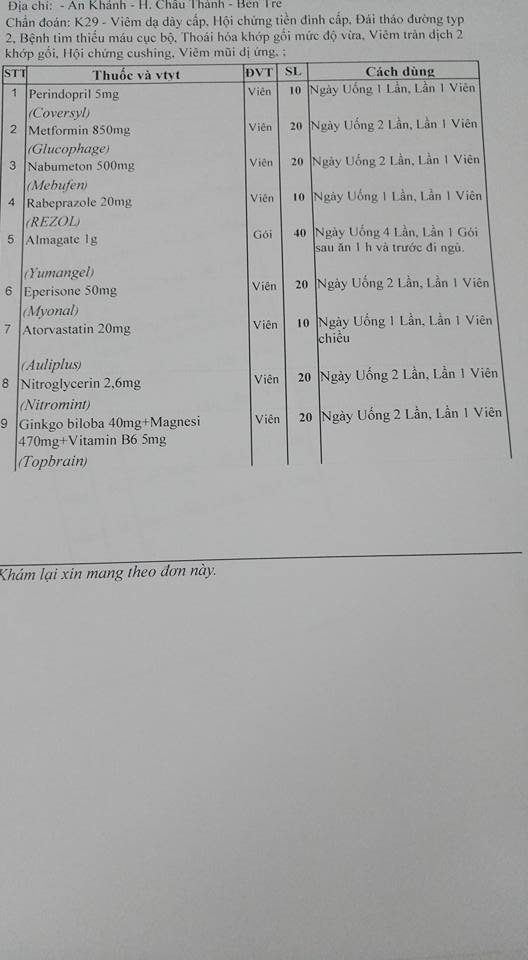 Địa chỉ: - An Khánh - H. Châu Thành - Bến Tre
Chẩn đoán: K29 - Viêm dạ dày cấp, Hội chứng tiền đình cấp, Đái tháo đường typ
2, Bệnh tim thiếu máu cục bộ, Thoái hóa khớp gối mức độ vừa, Viêm tràn dịch 2
khớp gối, Hội chứng cushing, Viêm mũi dị ứng, ;
STT Thuốc và vtyt ĐVT SL Cách dùng
1 Perindopril 5mg Viên 10 Ngày Uống 1 Lần, Lần 1 Viên
(Coversyl)
2 Metformin 850mg Viên 20 Ngày Uống 2 Lần, Lần 1 Viên
(Glucophage)
3 Nabumeton 500mg Viên 20 Ngày Uống 2 Lần, Lần 1 Viên
(Mebufen)
4 Rabeprazole 20mg Viên 10 Ngày Uống 1 Lần, Lần 1 Viên
(REZOL)
5 Almagate 1g Gói 40 Ngày Uống 4 Lần, Lần 1 Gói
sau ăn 1 h và trước đi ngủ.
(Yumangel)
6 Eperisone 50mg Viên 20 Ngày Uống 2 Lần, Lần 1 Viên
(Myonal)
7 Atorvastatin 20mg Viên 10 Ngày Uống 1 Lần, Lần 1 Viên
chiều
(Auliplus)
8 Nitroglycerin 2,6mg Viên 20 Ngày Uống 2 Lần, Lần 1 Viên
(Nitromint)
9 Ginkgo biloba 40mg+Magnesi Viên 20 Ngày Uống 2 Lần, Lần 1 Viên
470mg+Vitamin B6 5mg
(Topbrain)
Khám lại xin mang theo đơn này.